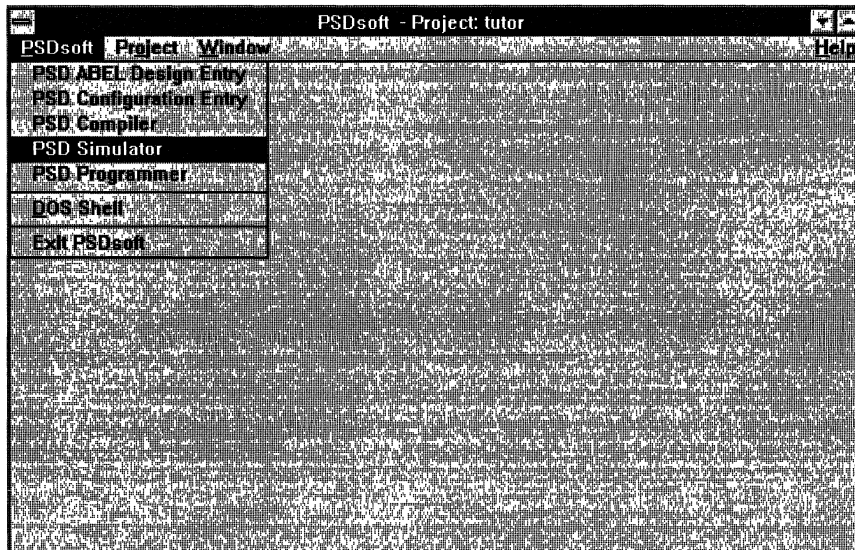 PSDsoft - Project: tutor
PSDsoft Project Window Help
PSD ABEL Design Entry
PSD Configuration Entry
PSD Compiler
PSD Simulator
PSD Programmer
DOS Shell
Exit PSDsoft